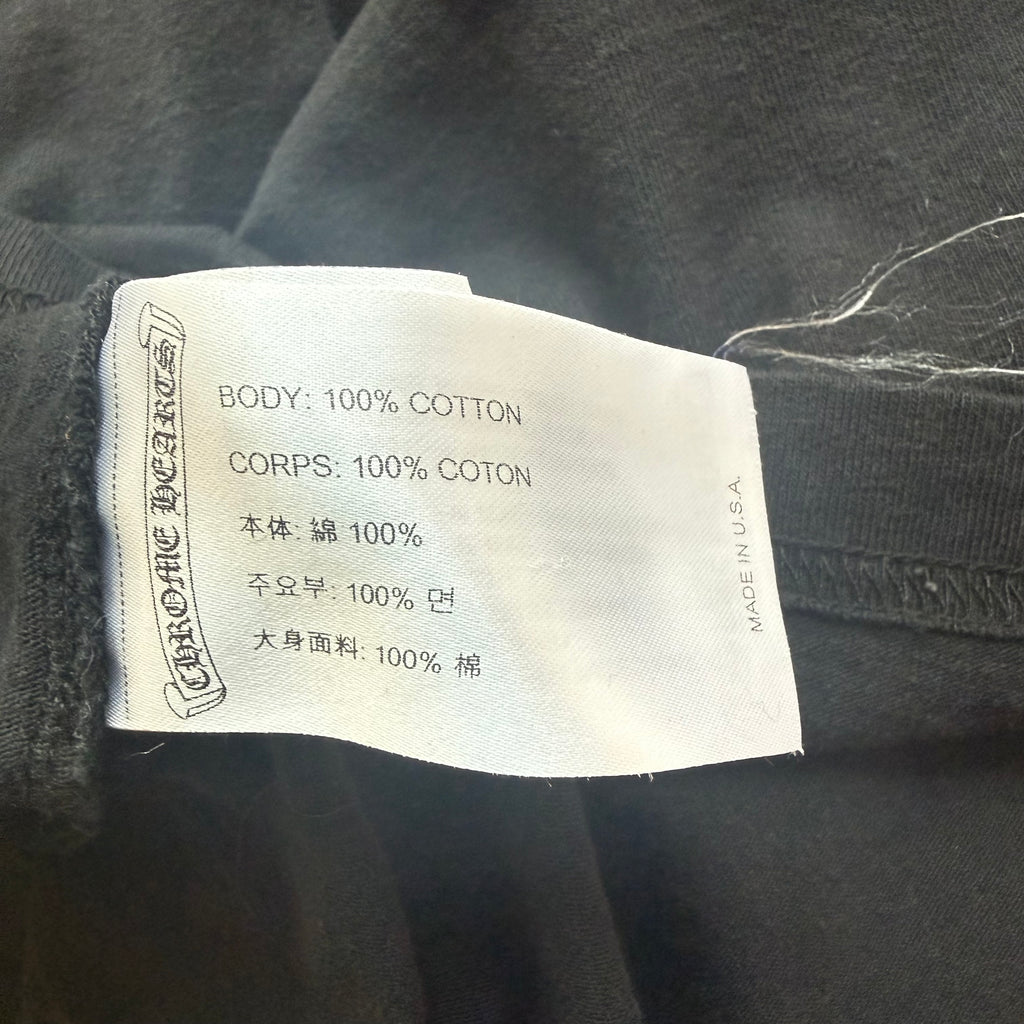 CHROME HEARTS
BODY: 100% COTTON
CORPS: 100% COTON
本体: 綿 100%
주요부: 100% 면
大身面料: 100% 棉
MADE IN U.S.A.